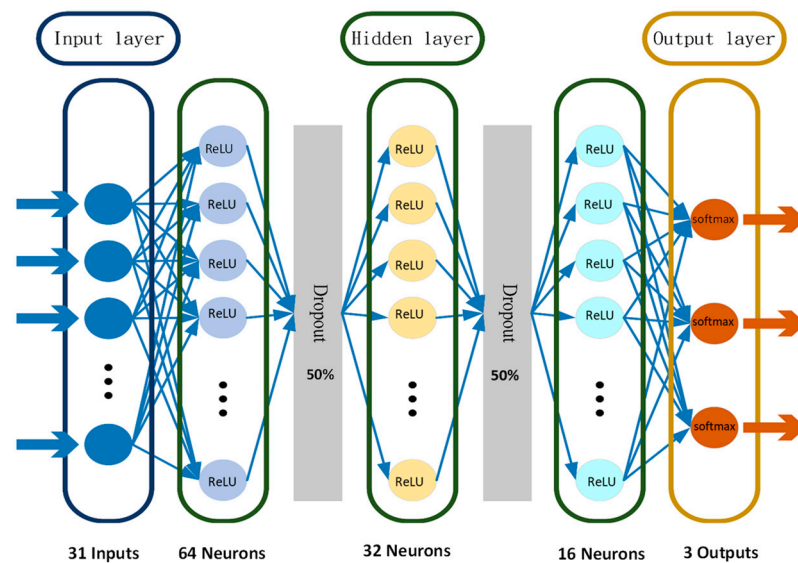 Input layer
Hidden layer
Output layer
ReLU
ReLU
ReLU
ReLU
ReLU
Dropout
50%
ReLU
ReLU
ReLU
ReLU
ReLU
Dropout
50%
ReLU
ReLU
ReLU
ReLU
ReLU
softmax
softmax
softmax
31 Inputs
64 Neurons
32 Neurons
16 Neurons
3 Outputs